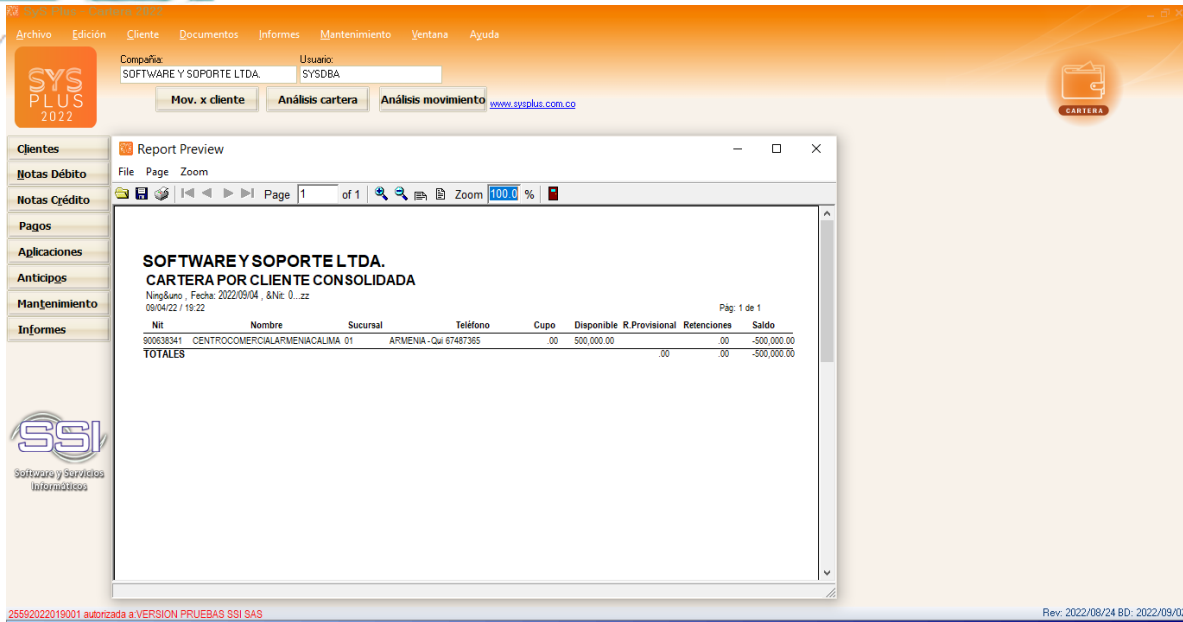 Archivo Edición Cliente Documentos Informes Mantenimiento Ventana Ayuda
Compañia: Usuario:
SOFTWARE Y SOPORTE LTDA. SYSDBA
Mov. x cliente Análisis cartera Análisis movimiento www.sysplus.com.co
SYS
PLUS
2022
CARTERA
Clientes
Notas Débito
Notas Crédito
Pagos
Aplicaciones
Anticipos
Mantenimiento
Informes
SSI
Software y Servicios
Informáticos
Report Preview
File Page Zoom
Page 1 of 1 Zoom 100.0 %
SOFTWARE Y SOPORTE LTDA.
CARTERA POR CLIENTE CONSOLIDADA
Ning&uno , Fecha: 2022/09/04 , &Nit: 0...zz
09/04/22 / 19:22 Pág: 1 de 1
Nit Nombre Sucursal Teléfono Cupo Disponible R.Provisional Retenciones Saldo
900638341 CENTROCOMERCIALARMENIACALIMA 01 ARMENIA - Qui 67487365 .00 500,000.00 .00 -500,000.00
TOTALES .00 .00 -500,000.00
25592022019001 autorizada a:VERSION PRUEBAS SSI SAS Rev: 2022/08/24 BD: 2022/09/02